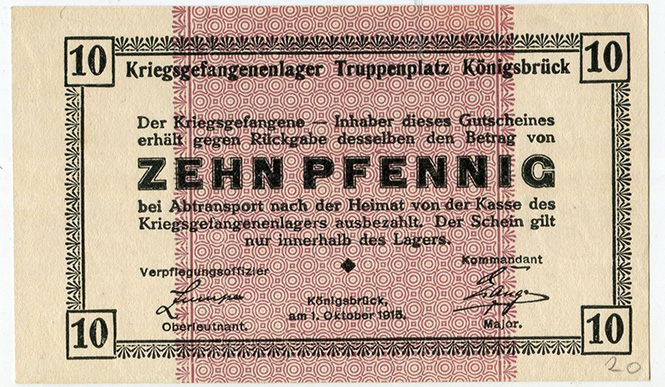 10 10
Kriegsgefangenenlager Truppenplatz Königsbrück
Der Kriegsgefangene — Inhaber dieses Gutscheines
erhält gegen Rückgabe desselben den Betrag von
ZEHN PFENNIG
bei Abtransport nach der Heimat von der Kasse des
Kriegsgefangenenlagers ausbezahlt. Der Schein gilt
nur innerhalb des Lagers.
Verpflegungsoffizier
Kommandant
Königsbrück,
am 1. Oktober 1915.
Oberleutnant.
Major.
10 10
20